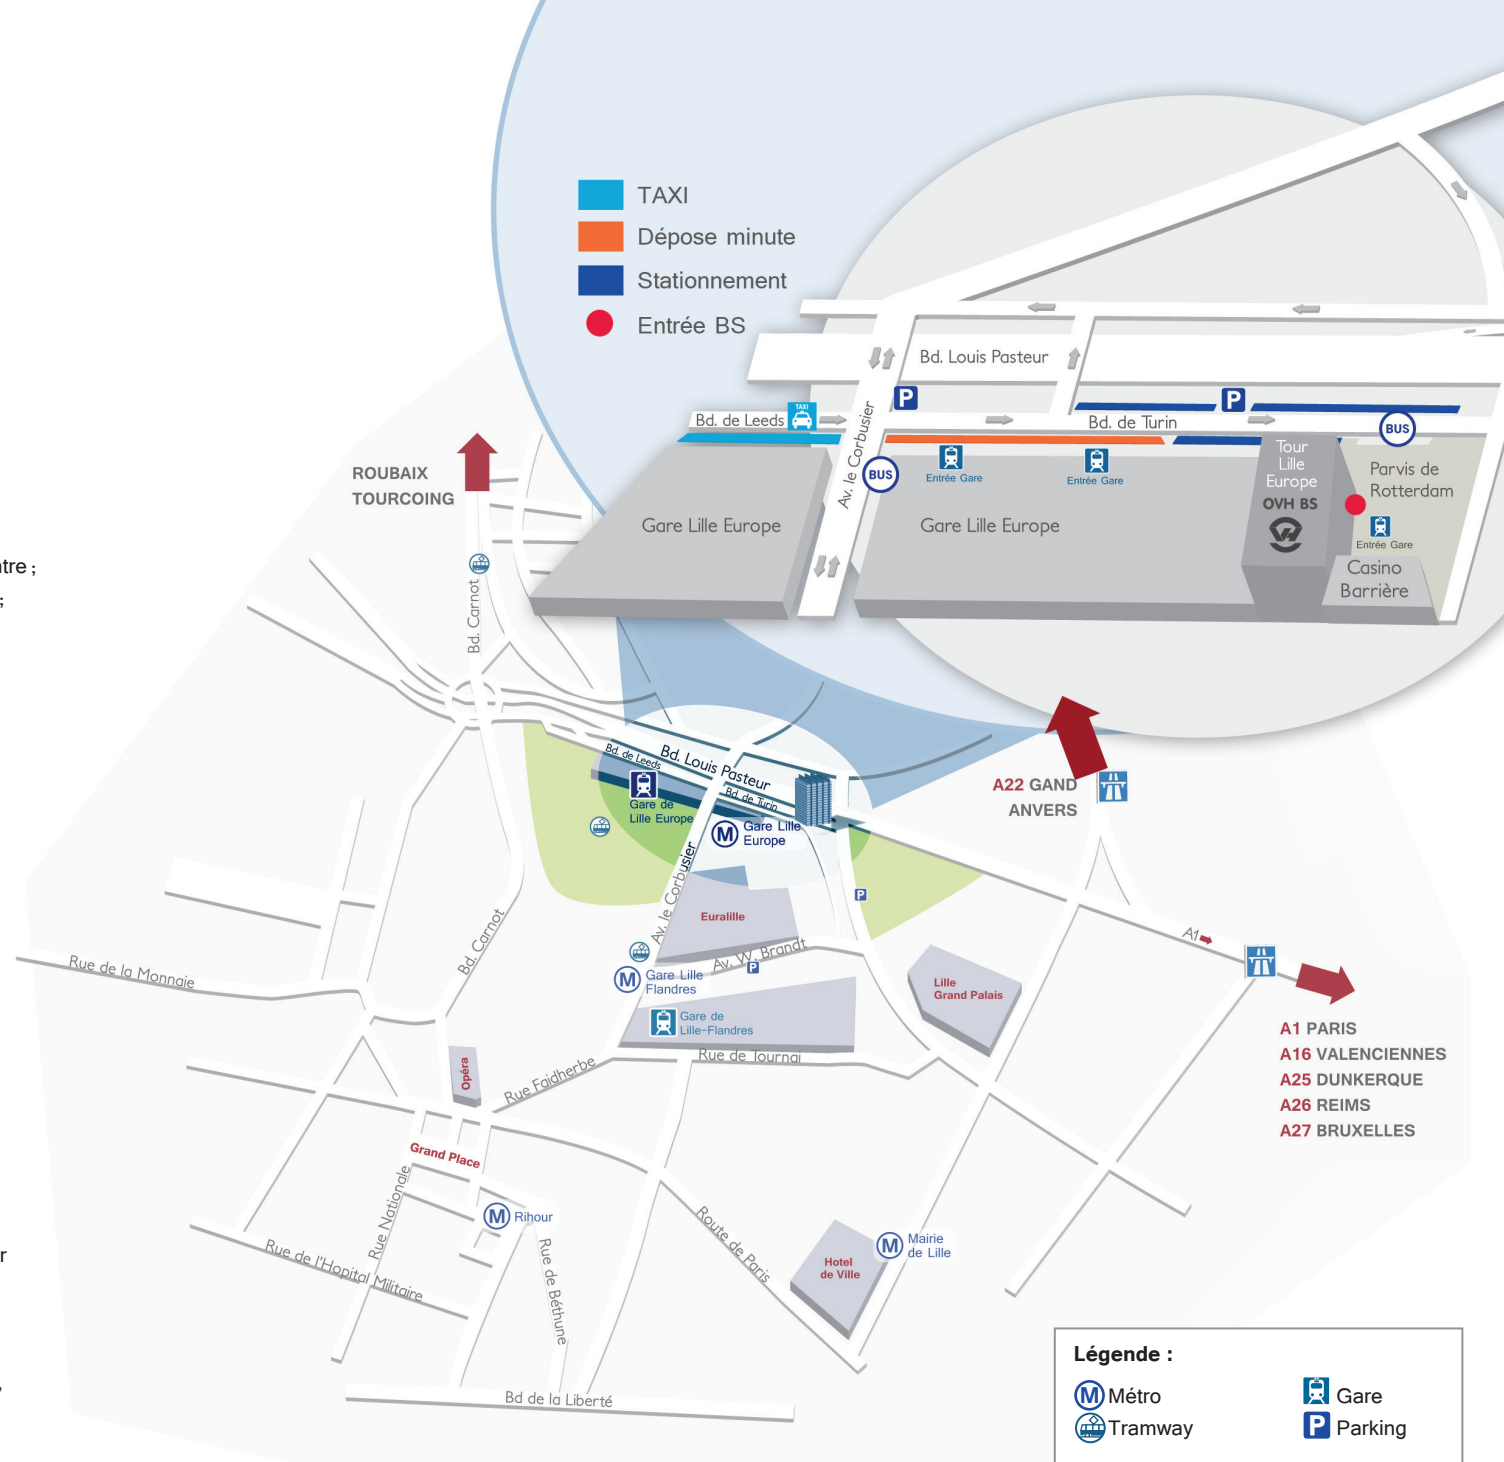 TAXI
Dépose minute
Stationnement
Entrée BS
Bd. Louis Pasteur
P
P
TAXI
Bd. de Leeds
Av. le Corbusier
Bd. de Turin
BUS
BUS
Entrée Gare
Entrée Gare
Tour
Lille
Europe
OVH BS
Parvis de
Rotterdam
Entrée Gare
Casino
Barrière
Gare Lille Europe
Gare Lille Europe
ROUBAIX
TOURCOING
ntre ;
;
Bd. Carnot
Bd. Louis Pasteur
Bd. de Leeds
Bd. de Turin
Gare de
Lille Europe
M
Gare Lille
Europe
A22 GAND
ANVERS
Av. le Corbusier
Euralille
P
Bd. Carnot
Av. W. Brandt
P
A1
Rue de la Monnaie
M
Gare Lille
Flandres
Lille
Grand Palais
Gare de
Lille-Flandres
A1 PARIS
A16 VALENCIENNES
A25 DUNKERQUE
A26 REIMS
A27 BRUXELLES
Opéra
Rue Faidherbe
Rue de Tournai
Grand Place
Rue Nationale
M
Rihour
Route de Paris
M
Mairie
de Lille
Hotel
de Ville
r
Rue de l'Hopital Militaire
Rue de Béthune
Bd de la Liberté
Légende :
M Métro
Gare
Tramway
P Parking